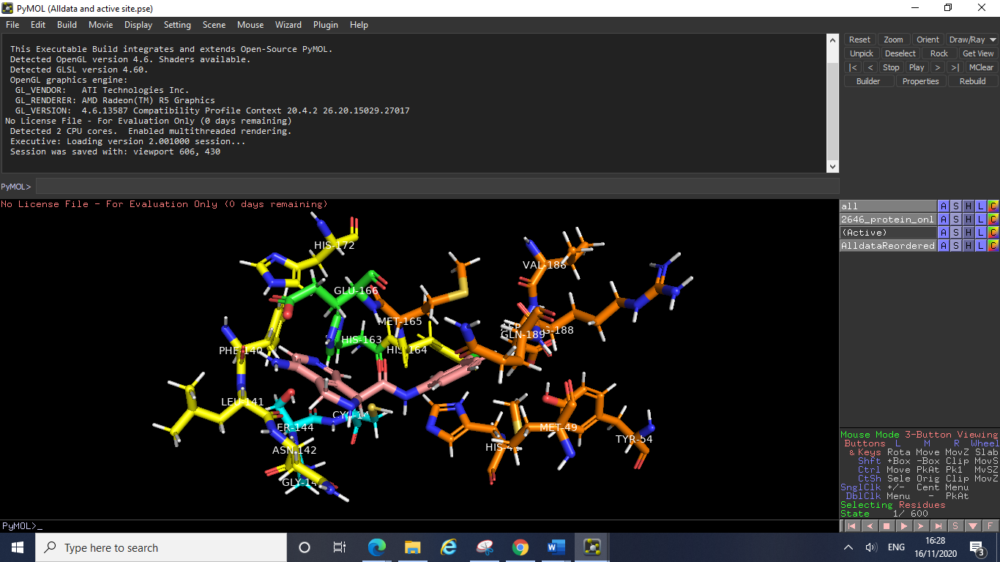 PyMOL (Alldata and active site.pse)
File Edit Build Movie Display Setting Scene Mouse Wizard Plugin Help
This Executable Build integrates and extends Open-Source PyMOL.
Detected OpenGL version 4.6. Shaders available.
Detected GLSL version 4.60.
OpenGL graphics engine:
GL_VENDOR: ATI Technologies Inc.
GL_RENDERER: AMD Radeon(TM) R5 Graphics
GL_VERSION: 4.6.13587 Compatibility Profile Context 20.4.2 26.20.15029.27017
No License File - For Evaluation Only (0 days remaining)
Detected 2 CPU cores. Enabled multithreaded rendering.
Executive: Loading version 2.001000 session...
Session was saved with: viewport 606, 430
PyMOL>
Reset Zoom Orient Draw/Ray
Unpick Deselect Rock Get View
|< < Stop Play > >| MClear
Builder Properties Rebuild
No License File - For Evaluation Only (0 days remaining)
HIS-172
VAL-186
GLU-166
MET-165
GLN-189
G-188
HIS-163
HIS-164
PHE-140
LEU-141
CYS-14
ER-144
MET-49
TYR-54
HIS-4
ASN-142
GLY-14
all A S H L C
2646_protein_onl A S H L C
(Active) A S H L C
AlldataReordered A S H L C
Mouse Mode 3-Button Viewing
Buttons L M R Wheel
& Keys Rota Move MovZ Slab
Shft +Box -Box Clip MovS
Ctrl Move PkAt Pk1 MvSZ
CtSh Sele Orig Clip MovZ
SnglClk +/- Cent Menu
DblClk Menu - PkAt
Selecting Residues
State 1/ 600
S F
PyMOL>_
Type here to search
ENG
16:28
16/11/2020
3